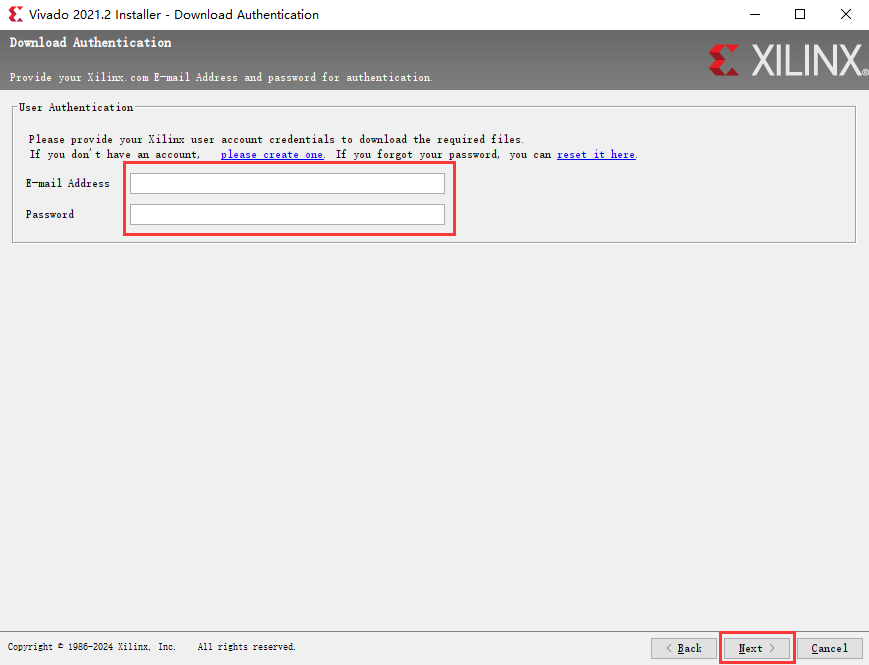 Vivado 2021.2 Installer - Download Authentication
Download Authentication
XILINX®
Provide your Xilinx.com E-mail Address and password for authentication.
User Authentication
Please provide your Xilinx user account credentials to download the required files.
If you don't have an account, please create one. If you forgot your password, you can reset it here.
E-mail Address
Password
Copyright © 1986-2024 Xilinx, Inc. All rights reserved.
< Back Next > Cancel